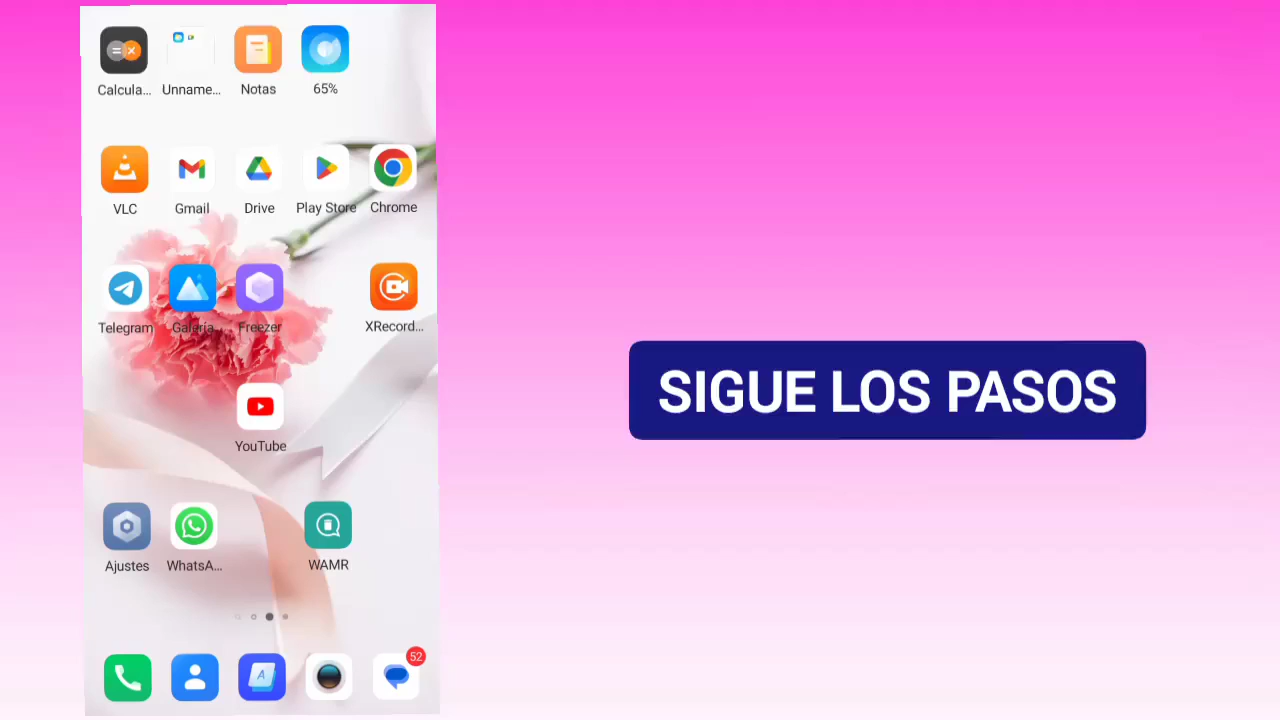 Calcula...
Unname...
Notas
65%
VLC
Gmail
Drive
Play Store
Chrome
Telegram
Galería
Freezer
XRecord...
YouTube
Ajustes
WhatsA...
WAMR
A
52
SIGUE LOS PASOS